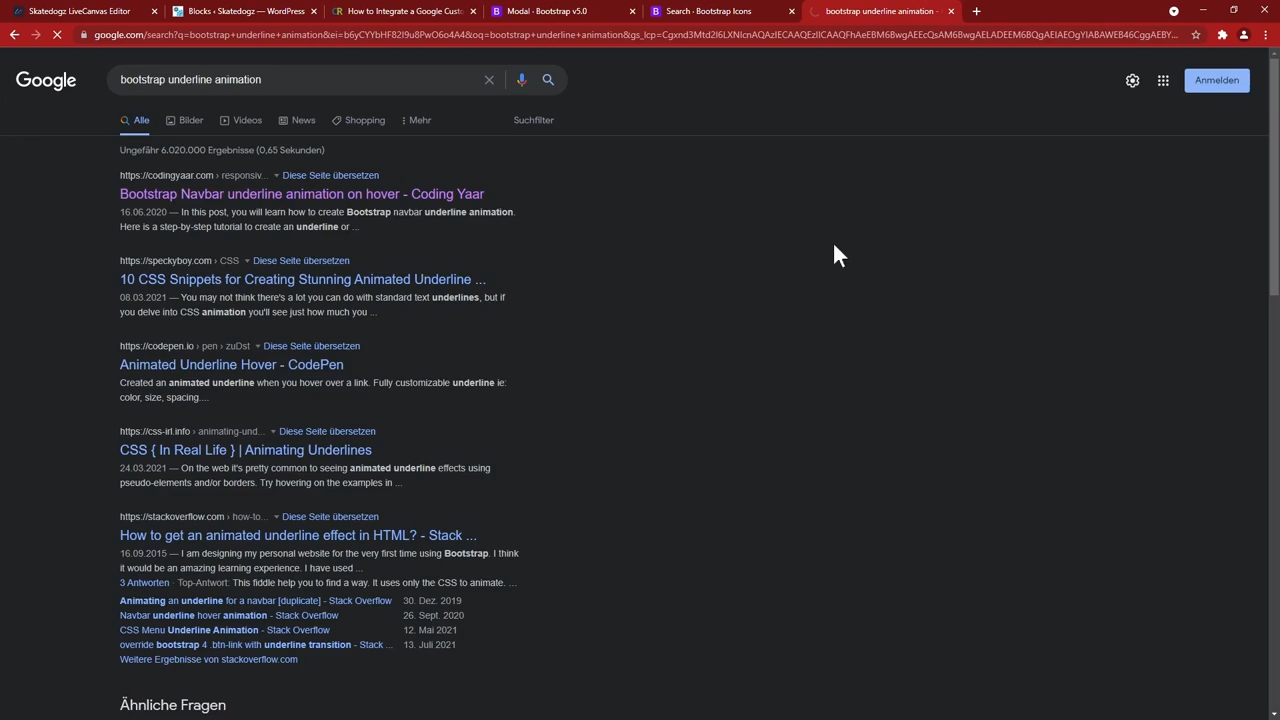 Skatedogz LiveCanvas Editor
Blocks ‹ Skatedogz — WordPress
How to Integrate a Google Custo
Modal · Bootstrap v5.0
Search · Bootstrap Icons
bootstrap underline animation -
google.com/search?q=bootstrap+underline+animation&ei=b6yCYYbHF82I9u8PwO6o4A4&oq=bootstrap+underline+animation&gs_lcp=Cgxnd3Mtd2l6LXNlcnAQAzIECAAQEzIICAAQFhAeEBM6BwgAEEcQsAM6BwgAELADEEM6BQgAEIAEOgYIABAWEB46CggAEBY...
Google
bootstrap underline animation
Anmelden
Alle
Bilder
Videos
News
Shopping
Mehr
Suchfilter
Ungefähr 6.020.000 Ergebnisse (0,65 Sekunden)
https://codingyaar.com › responsiv... Diese Seite übersetzen
Bootstrap Navbar underline animation on hover - Coding Yaar
16.06.2020 — In this post, you will learn how to create Bootstrap navbar underline animation.
Here is a step-by-step tutorial to create an underline or ...
https://speckyboy.com › CSS Diese Seite übersetzen
10 CSS Snippets for Creating Stunning Animated Underline ...
08.03.2021 — You may not think there's a lot you can do with standard text underlines, but if
you delve into CSS animation you'll see just how much you ...
https://codepen.io › pen › zuDst Diese Seite übersetzen
Animated Underline Hover - CodePen
Created an animated underline when you hover over a link. Fully customizable underline ie:
color, size, spacing....
https://css-irl.info › animating-und... Diese Seite übersetzen
CSS { In Real Life } | Animating Underlines
24.03.2021 — On the web it's pretty common to seeing animated underline effects using
pseudo-elements and/or borders. Try hovering on the examples in ...
https://stackoverflow.com › how-to... Diese Seite übersetzen
How to get an animated underline effect in HTML? - Stack ...
16.09.2015 — I am designing my personal website for the very first time using Bootstrap. I think
it would be an amazing learning experience. I have used ...
3 Antworten · Top-Antwort: This fiddle help you to find a way. It uses only the CSS to animate. ...
Animating an underline for a navbar [duplicate] - Stack Overflow 30. Dez. 2019
Navbar underline hover animation - Stack Overflow 26. Sept. 2020
CSS Menu Underline Animation - Stack Overflow 12. Mai 2021
override bootstrap 4 .btn-link with underline transition - Stack ... 13. Juli 2021
Weitere Ergebnisse von stackoverflow.com
Ähnliche Fragen